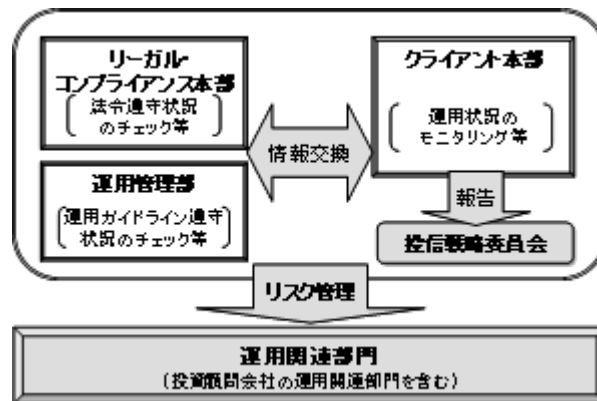 リーガル・
コンプライアンス本部
法令遵守状況
のチェック等
運用管理部
運用ガイドライン遵守
状況のチェック等
情報交換
クライアント本部
運用状況の
モニタリング等
報告
投信戦略委員会
リスク管理
運用関連部門
(投資顧問会社の運用関連部門を含む)